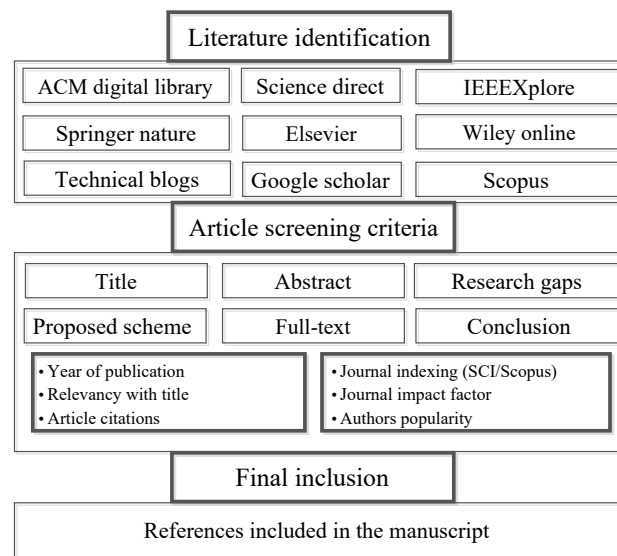 Literature identification
ACM digital library
Science direct
IEEEXplore
Springer nature
Elsevier
Wiley online
Technical blogs
Google scholar
Scopus
Article screening criteria
Title
Abstract
Research gaps
Proposed scheme
Full-text
Conclusion
• Year of publication
• Relevancy with title
• Article citations
• Journal indexing (SCI/Scopus)
• Journal impact factor
• Authors popularity
Final inclusion
References included in the manuscript